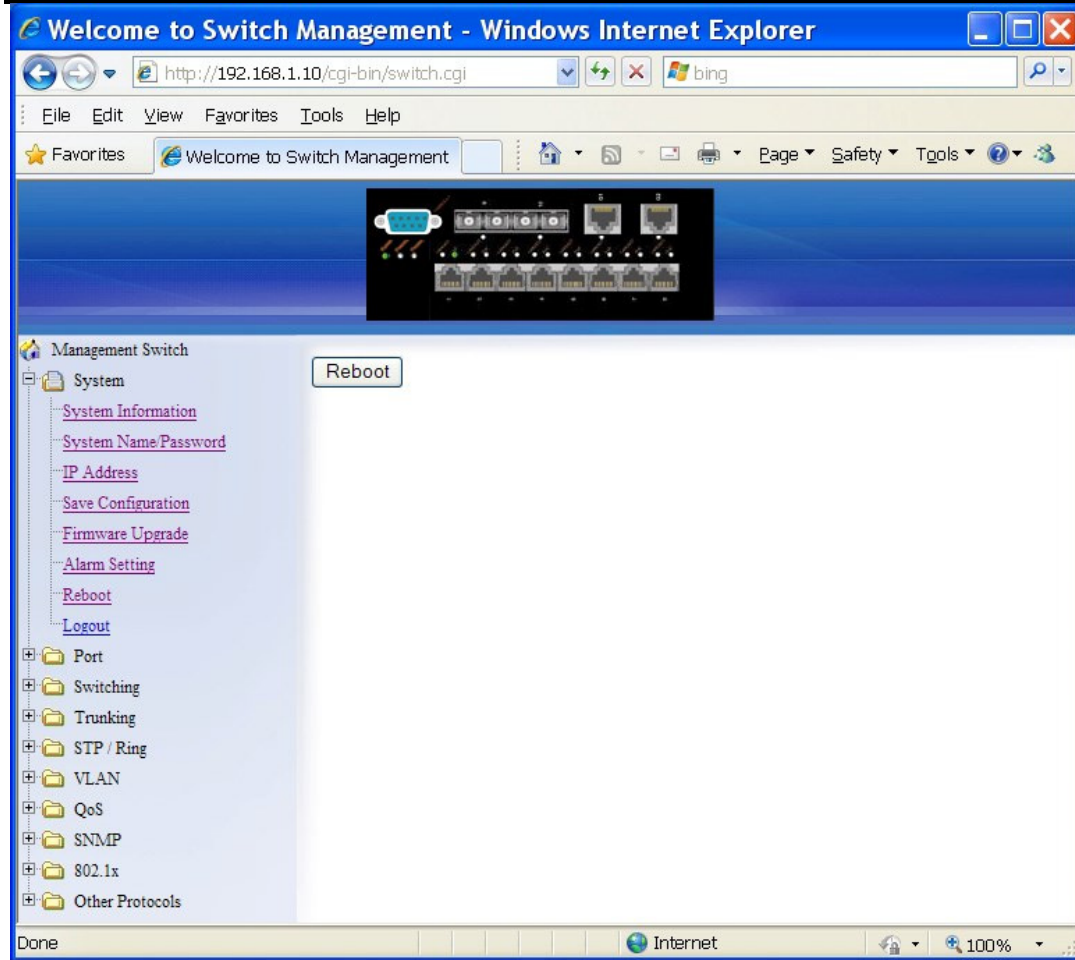 Welcome to Switch Management - Windows Internet Explorer
http://192.168.1.10/cgi-bin/switch.cgi
bing
File Edit View Favorites Tools Help
Favorites
Welcome to Switch Management
Page Safety Tools
Management Switch
Reboot
System
System Information
System Name/Password
IP Address
Save Configuration
Firmware Upgrade
Alarm Setting
Reboot
Logout
Port
Switching
Trunking
STP / Ring
VLAN
QoS
SNMP
802.1x
Other Protocols
Done
Internet
100%